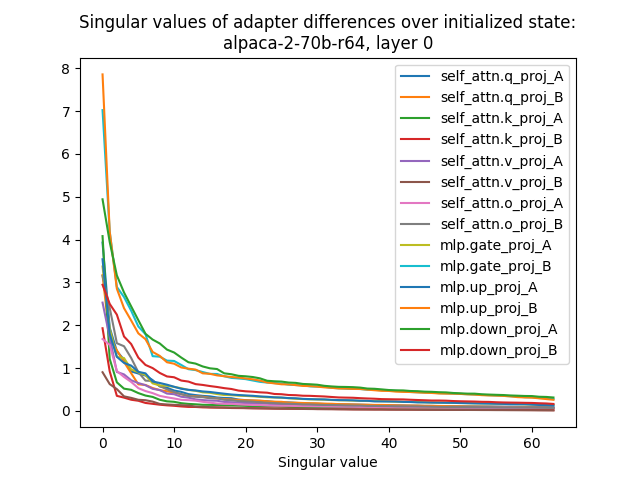 Singular values of adapter differences over initialized state:
alpaca-2-70b-r64, layer 0
8
7
6
5
4
3
2
1
0
0
10
20
30
40
50
60
Singular value
self_attn.q_proj_A
self_attn.q_proj_B
self_attn.k_proj_A
self_attn.k_proj_B
self_attn.v_proj_A
self_attn.v_proj_B
self_attn.o_proj_A
self_attn.o_proj_B
mlp.gate_proj_A
mlp.gate_proj_B
mlp.up_proj_A
mlp.up_proj_B
mlp.down_proj_A
mlp.down_proj_B